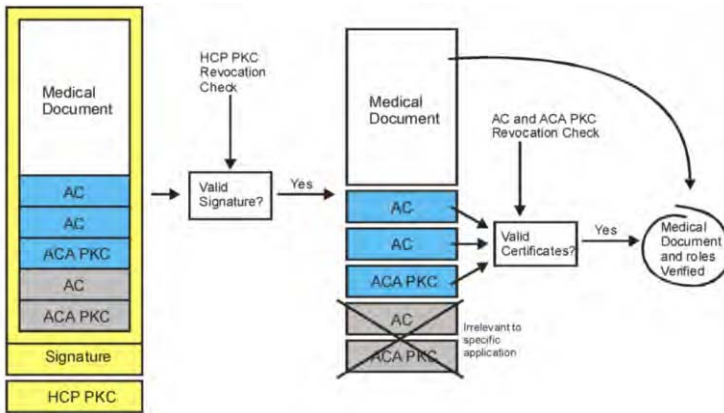 Medical
Document
AC
AC
ACA PKC
AC
ACA PKC
Signature
HCP PKC
HCP PKC
Revocation
Check
Valid
Signature?
Yes
Medical
Document
AC
AC
ACA PKC
AC
ACA PKC
Irrelevant to
specific
application
AC and ACA PKC
Revocation Check
Valid
Certificates?
Yes
Medical
Document
and roles
Verified